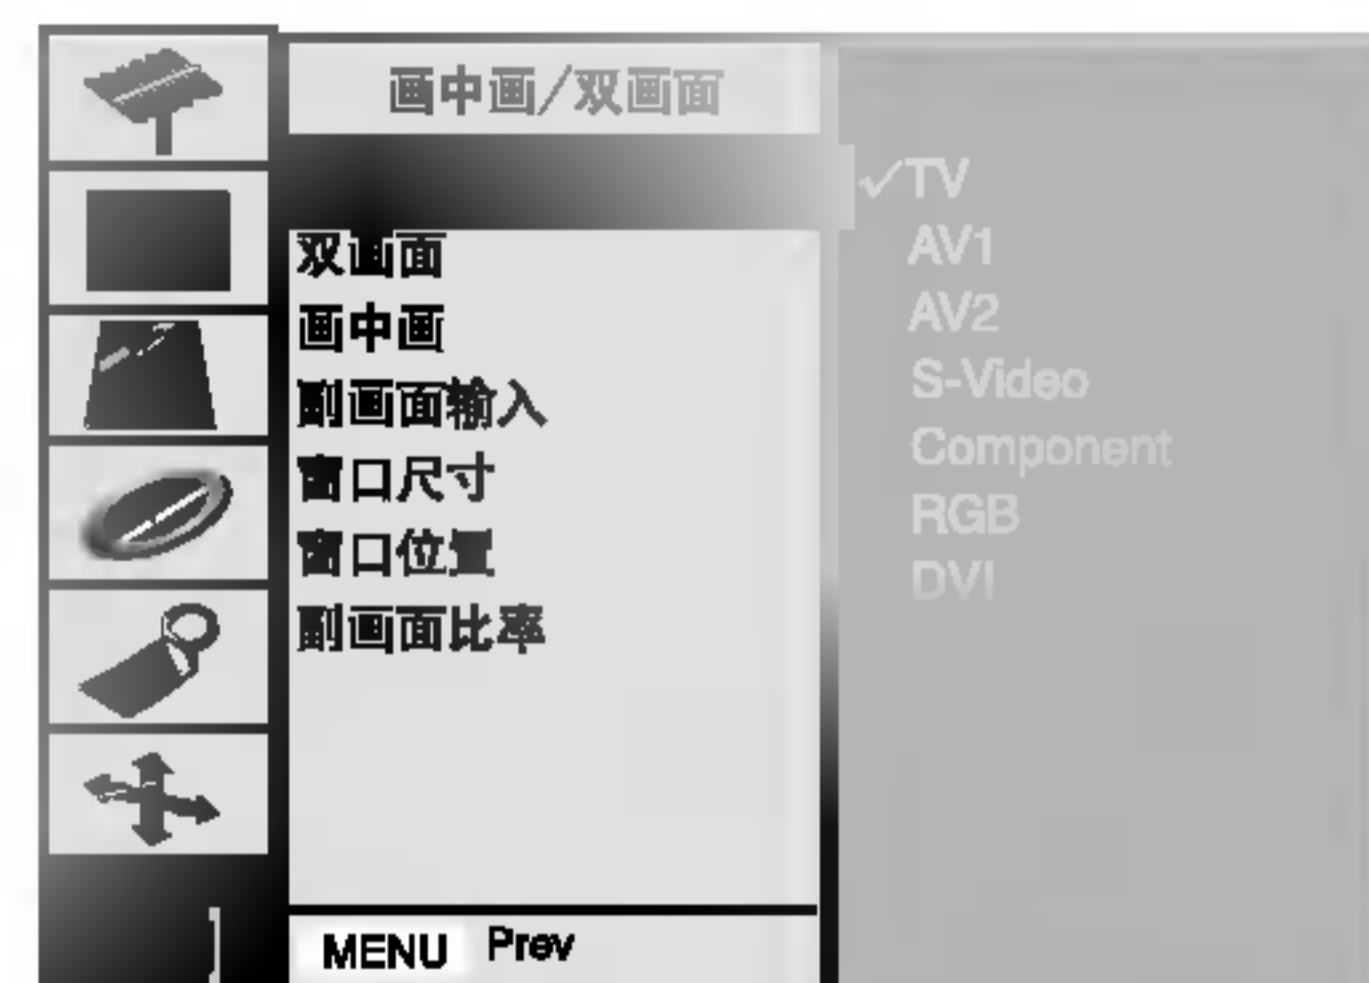 画中画/双画面
双画面
画中画
副画面输入
窗口尺寸
窗口位置
副画面比率
MENU Prev
✓TV
AV1
AV2
S-Video
Component
RGB
DVI